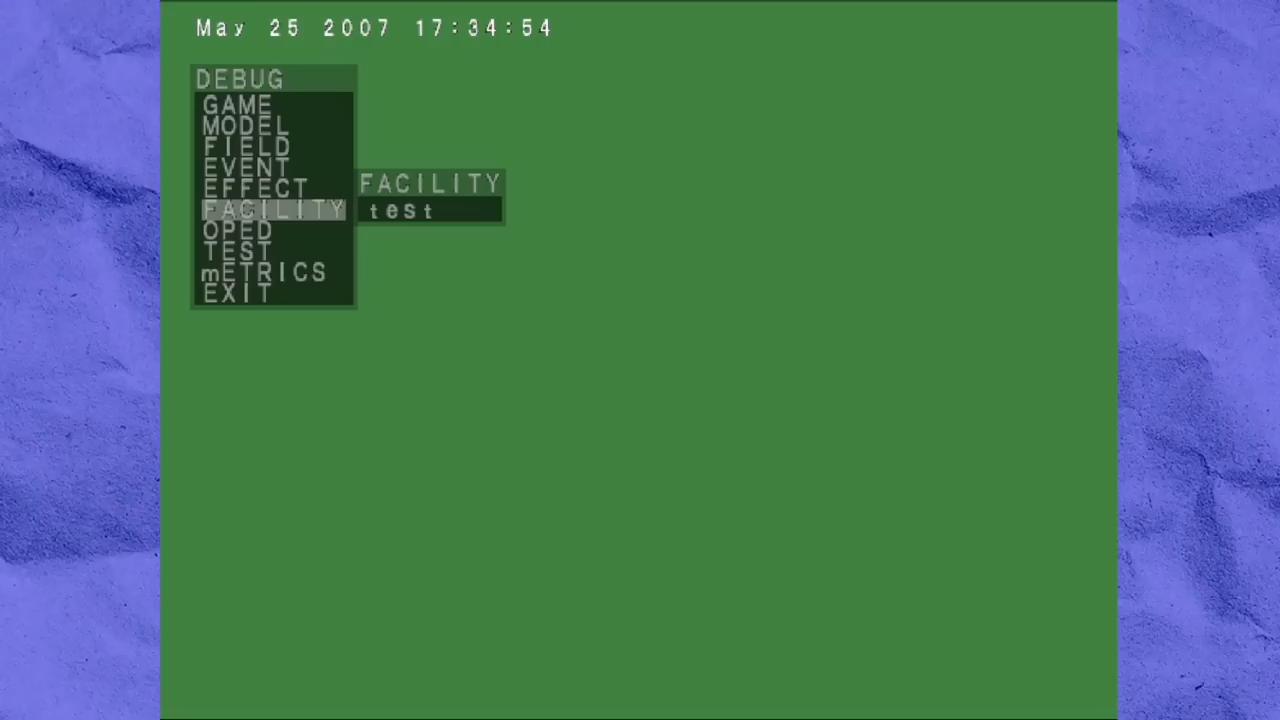 May 25 2007 17:34:54
DEBUG
GAME
MODEL
FIELD
EVENT
EFFECT
FACILITY
OPED
TEST
mETRICS
EXIT
FACILITY
test